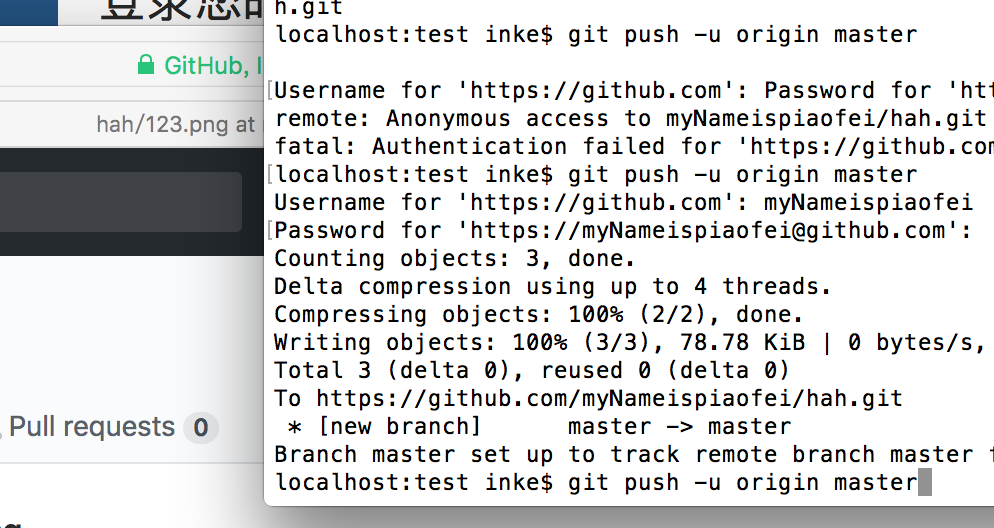 登录您的
GitHub, I
hah/123.png at
Pull requests 0
h.git
localhost:test inke$ git push -u origin master
[Username for 'https://github.com': Password for 'htt
remote: Anonymous access to myNameispiaofei/hah.git
fatal: Authentication failed for 'https://github.com
[localhost:test inke$ git push -u origin master
Username for 'https://github.com': myNameispiaofei
[Password for 'https://myNameispiaofei@github.com':
Counting objects: 3, done.
Delta compression using up to 4 threads.
Compressing objects: 100% (2/2), done.
Writing objects: 100% (3/3), 78.78 KiB | 0 bytes/s,
Total 3 (delta 0), reused 0 (delta 0)
To https://github.com/myNameispiaofei/hah.git
* [new branch]      master -> master
Branch master set up to track remote branch master f
localhost:test inke$ git push -u origin master